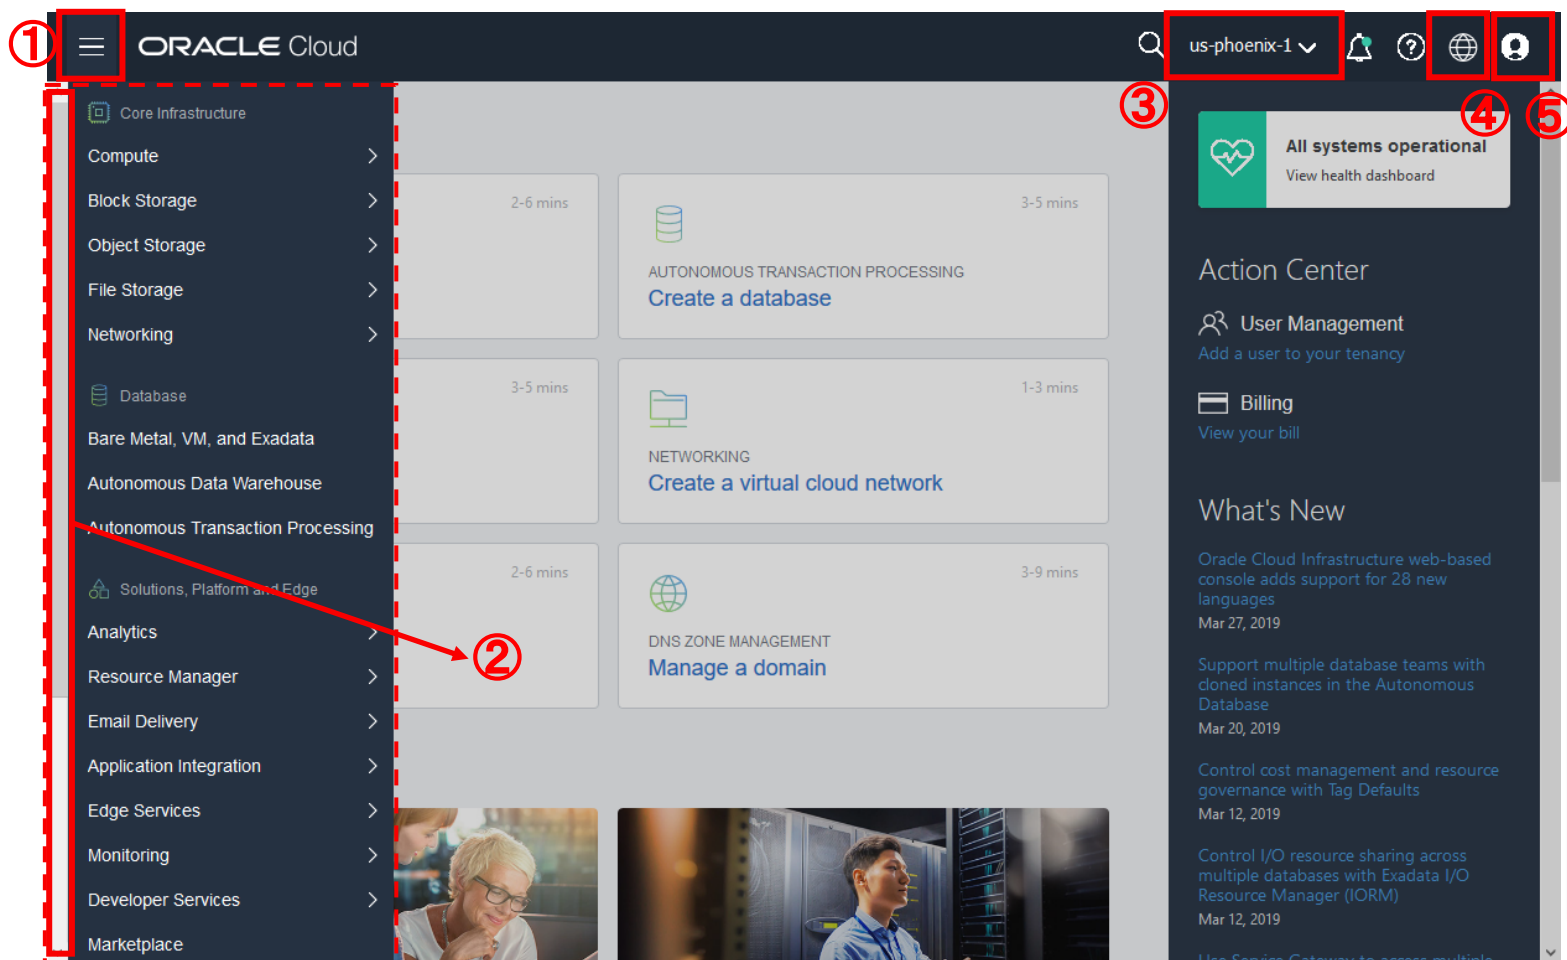 ①
ORACLE Cloud
us-phoenix-1
③
④
⑤
Core Infrastructure
Compute
Block Storage
Object Storage
File Storage
Networking
Database
Bare Metal, VM, and Exadata
Autonomous Data Warehouse
Autonomous Transaction Processing
Solutions, Platform and Edge
Analytics
Resource Manager
Email Delivery
Application Integration
Edge Services
Monitoring
Developer Services
Marketplace
②
2-6 mins
3-5 mins
AUTONOMOUS TRANSACTION PROCESSING
Create a database
3-5 mins
1-3 mins
NETWORKING
Create a virtual cloud network
2-6 mins
3-9 mins
DNS ZONE MANAGEMENT
Manage a domain
All systems operational
View health dashboard
Action Center
User Management
Add a user to your tenancy
Billing
View your bill
What's New
Oracle Cloud Infrastructure web-based
console adds support for 28 new
languages
Mar 27, 2019
Support multiple database teams with
cloned instances in the Autonomous
Database
Mar 20, 2019
Control cost management and resource
governance with Tag Defaults
Mar 12, 2019
Control I/O resource sharing across
multiple databases with Exadata I/O
Resource Manager (IORM)
Mar 12, 2019
Use Service Gateway to access multiple